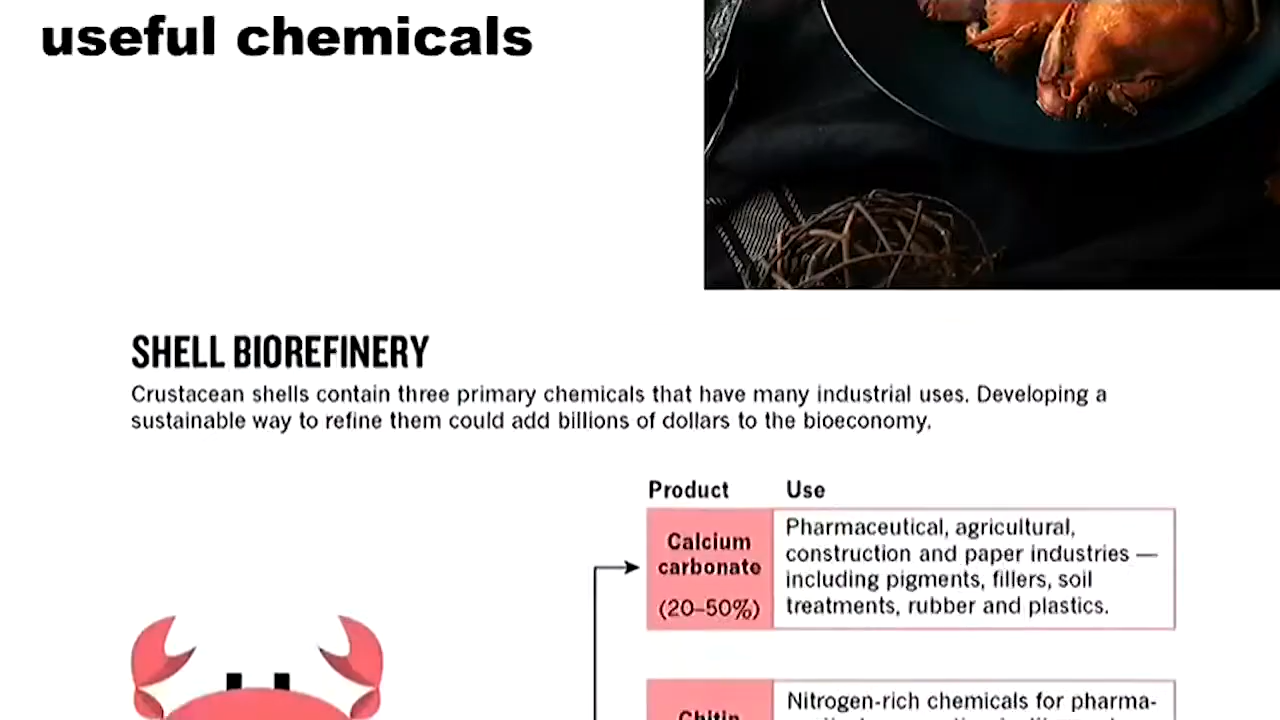 useful chemicals
SHELL BIOREFINERY
Crustacean shells contain three primary chemicals that have many industrial uses. Developing a
sustainable way to refine them could add billions of dollars to the bioeconomy.
Product Use
Calcium
carbonate
(20–50%)
Pharmaceutical, agricultural,
construction and paper industries —
including pigments, fillers, soil
treatments, rubber and plastics.
Chitin
Nitrogen-rich chemicals for pharma-